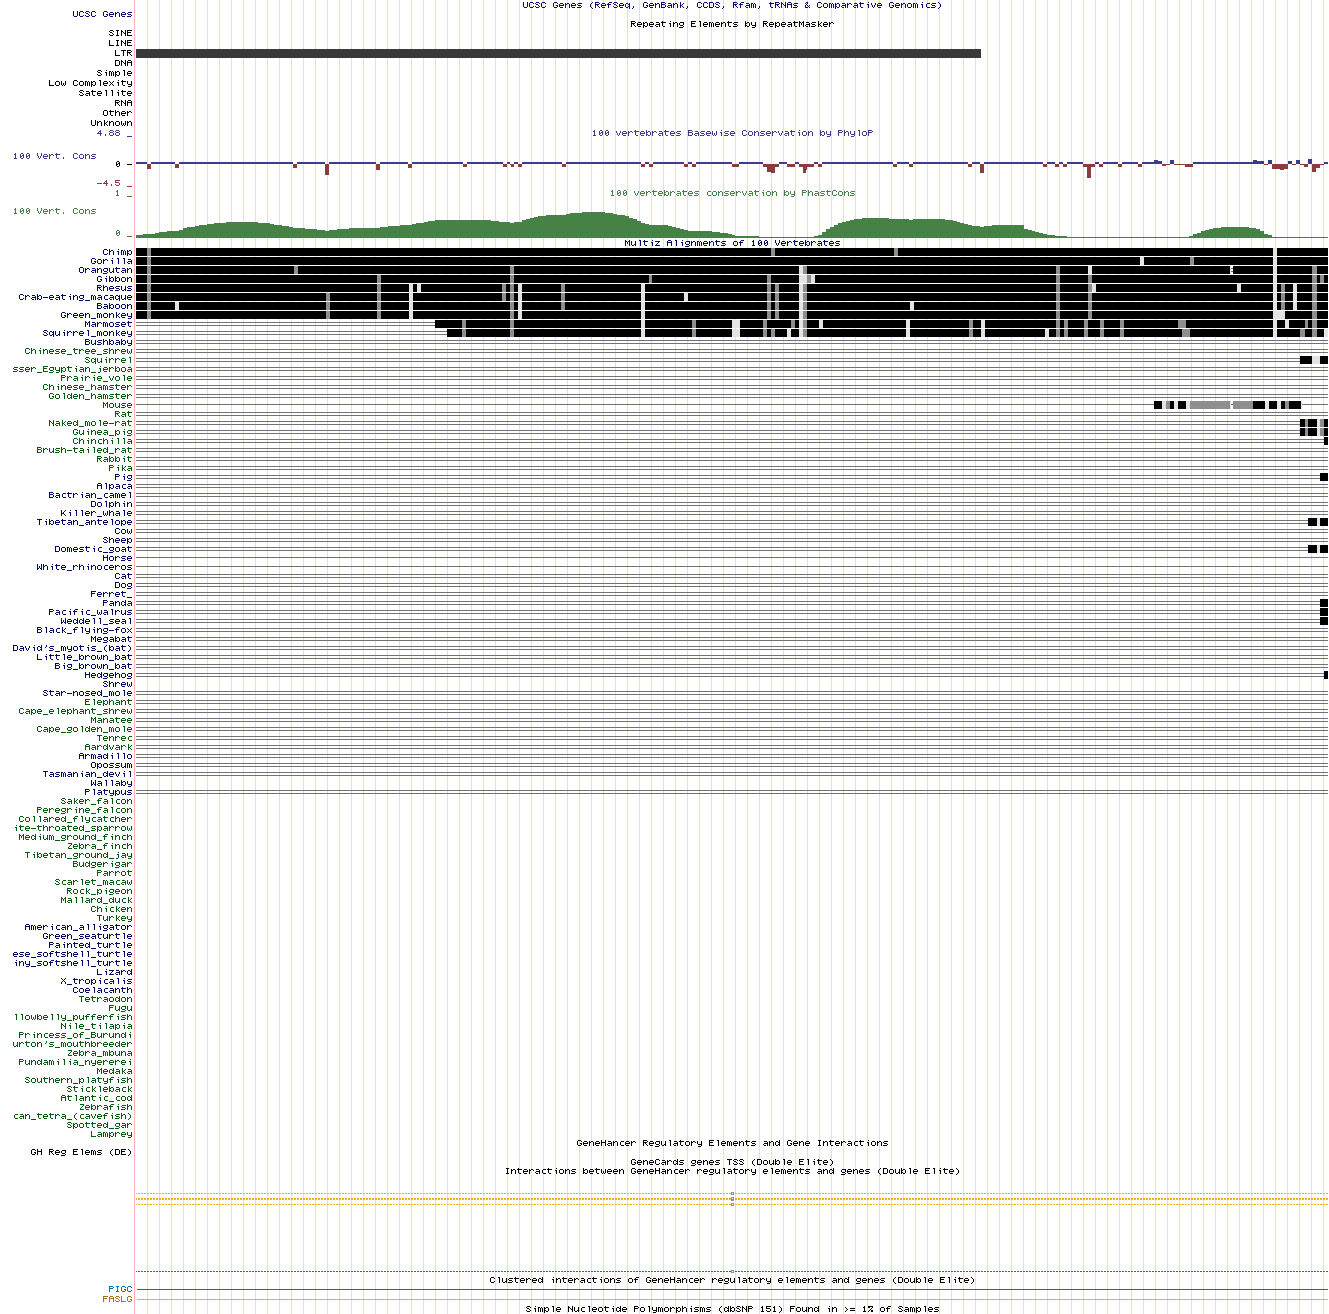 UCSC Genes (RefSeq, GenBank, CCDS, Rfam, tRNAs & Comparative Genomics)
UCSC Genes
Repeating Elements by RepeatMasker
SINE
LINE
LTR
DNA
Simple
Low Complexity
Satellite
RNA
Other
Unknown
4.88 _
100 vertebrates Basewise Conservation by PhyloP
100 Vert. Cons
0 -
-4.5 _
1 _
100 vertebrates conservation by PhastCons
100 Vert. Cons
0 _
Multiz Alignments of 100 Vertebrates
Chimp
Gorilla
Orangutan
Gibbon
Rhesus
Crab-eating_macaque
Baboon
Green_monkey
Marmoset
Squirrel_monkey
Bushbaby
Chinese_tree_shrew
Squirrel
sser_Egyptian_jerboa
Prairie_vole
Chinese_hamster
Golden_hamster
Mouse
Rat
Naked_mole-rat
Guinea_pig
Chinchilla
Brush-tailed_rat
Rabbit
Pika
Pig
Alpaca
Bactrian_camel
Dolphin
Killer_whale
Tibetan_antelope
Cow
Sheep
Domestic_goat
Horse
White_rhinoceros
Cat
Dog
Ferret_
Panda
Pacific_walrus
Weddell_seal
Black_flying-fox
Megabat
David's_myotis_(bat)
Little_brown_bat
Big_brown_bat
Hedgehog
Shrew
Star-nosed_mole
Elephant
Cape_elephant_shrew
Manatee
Cape_golden_mole
Tenrec
Aardvark
Armadillo
Opossum
Tasmanian_devil
Wallaby
Platypus
Saker_falcon
Peregrine_falcon
Collared_flycatcher
ite-throated_sparrow
Medium_ground_finch
Zebra_finch
Tibetan_ground_jay
Budgerigar
Parrot
Scarlet_macaw
Rock_pigeon
Mallard_duck
Chicken
Turkey
American_alligator
Green_seaturtle
Painted_turtle
ese_softshell_turtle
iny_softshell_turtle
Lizard
X_tropicalis
Coelacanth
Tetraodon
Fugu
llowbelly_pufferfish
Nile_tilapia
Princess_of_Burundi
urton's_mouthbreeder
Zebra_mbuna
Pundamilia_nyererei
Medaka
Southern_platyfish
Stickleback
Atlantic_cod
Zebrafish
can_tetra_(cavefish)
Spotted_gar
Lamprey
GeneHancer Regulatory Elements and Gene Interactions
GH Reg Elems (DE)
GeneCards genes TSS (Double Elite)
Interactions between GeneHancer regulatory elements and genes (Double Elite)
Clustered interactions of GeneHancer regulatory elements and genes (Double Elite)
PIGC
FASLG
Simple Nucleotide Polymorphisms (dbSNP 151) Found in >= 1% of Samples